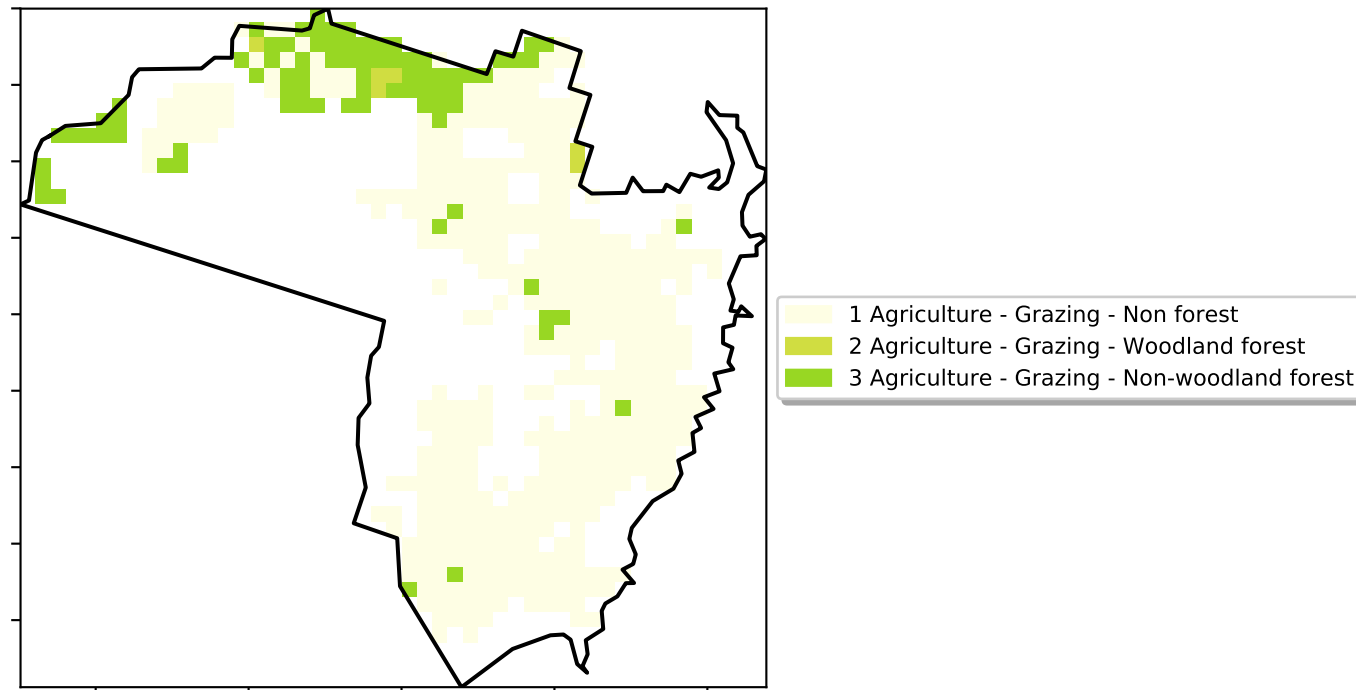 1 Agriculture - Grazing - Non forest
2 Agriculture - Grazing - Woodland forest
3 Agriculture - Grazing - Non-woodland forest